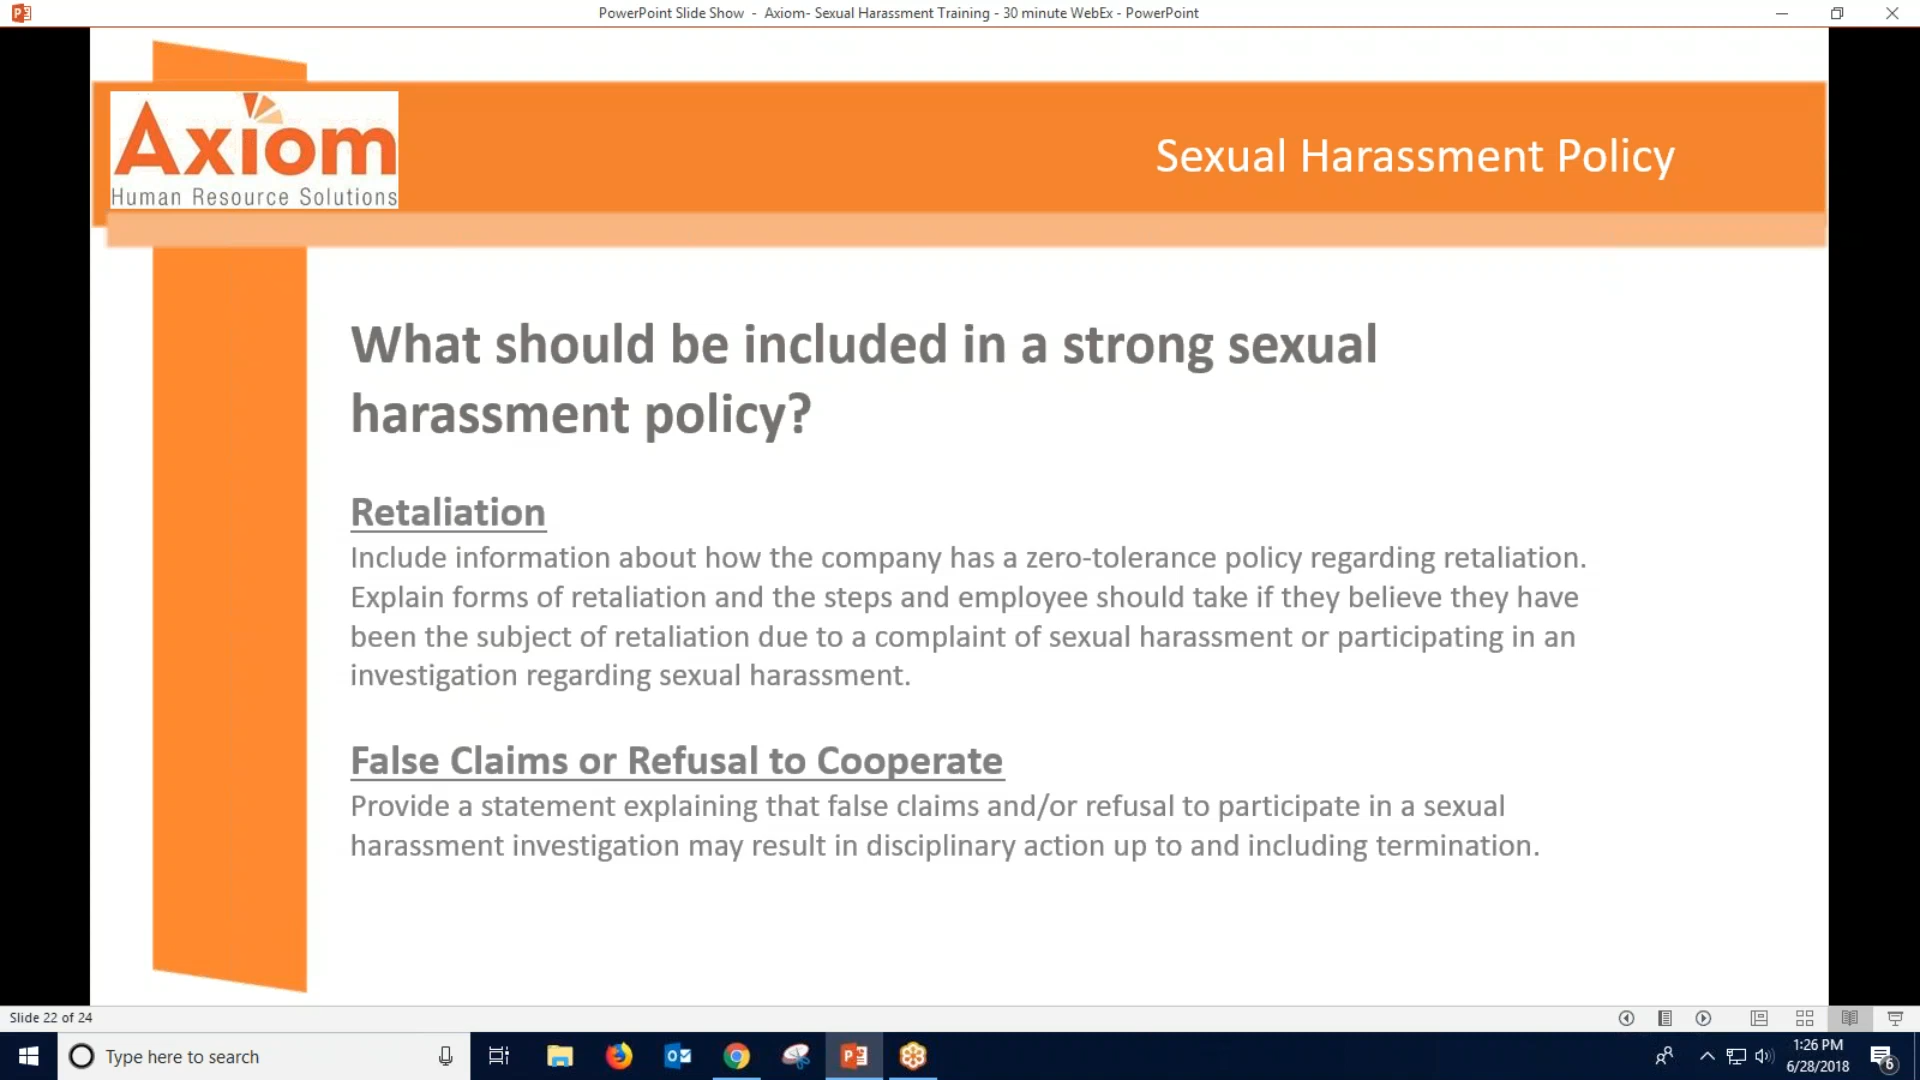 PowerPoint Slide Show - Axiom- Sexual Harassment Training - 30 minute WebEx - PowerPoint
Axiom
Human Resource Solutions
Sexual Harassment Policy
What should be included in a strong sexual
harassment policy?
Retaliation
Include information about how the company has a zero-tolerance policy regarding retaliation.
Explain forms of retaliation and the steps and employee should take if they believe they have
been the subject of retaliation due to a complaint of sexual harassment or participating in an
investigation regarding sexual harassment.
False Claims or Refusal to Cooperate
Provide a statement explaining that false claims and/or refusal to participate in a sexual
harassment investigation may result in disciplinary action up to and including termination.
Slide 22 of 24
Type here to search
1:26 PM
6/28/2018
6